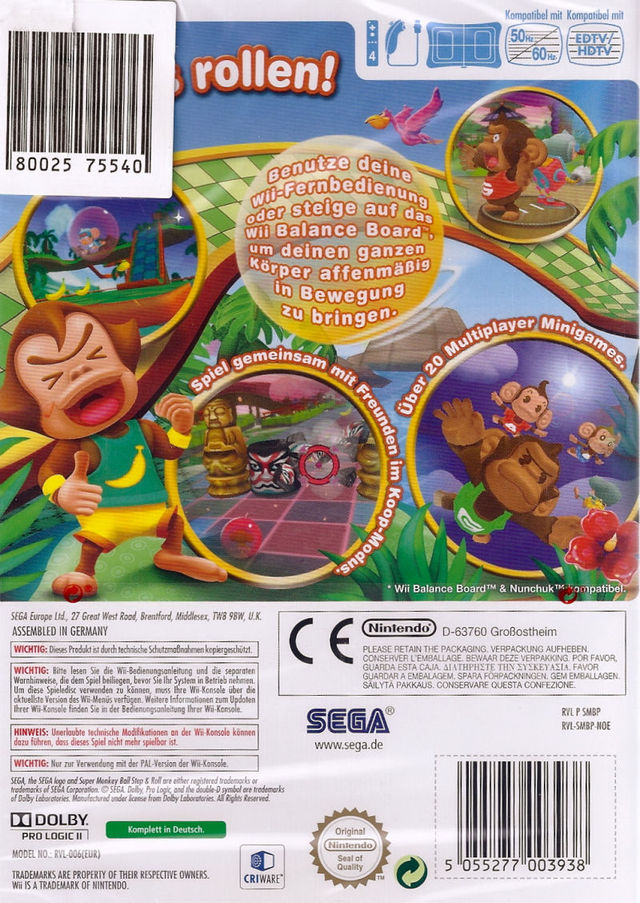 Kompatibel mit Kompatibel mit
50Hz 60Hz
EDTV/ HDTV
4
rollen!
80025 75540
Benutze deine
Wii-Fernbedienung
oder steige auf das
Wii Balance Board™,
um deinen ganzen
Körper affenmäßig
in Bewegung
zu bringen.
Spiel gemeinsam mit Freunden im Koop-Modus.*
Über 20 Multiplayer Minigames.
* Wii Balance Board™ & Nunchuk™ kompatibel.
SEGA Europe Ltd., 27 Great West Road, Brentford, Middlesex, TW8 9BW, U.K.
ASSEMBLED IN GERMANY
WICHTIG: Dieses Produkt ist durch technische Schutzmaßnahmen kopiergeschützt.
WICHTIG: Bitte lesen Sie die Wii-Bedienungsanleitung und die separaten
Warnhinweise, die dem Spiel beiliegen, bevor Sie Ihr System in Betrieb nehmen.
Um diese Spieledisc verwenden zu können, muss Ihre Wii-Konsole über die
aktuellste Version des Wii-Menüs verfügen. Weitere Informationen zum Updaten
Ihrer Wii-Konsole finden Sie in der Bedienungsanleitung Ihrer Wii-Konsole.
HINWEIS: Unerlaubte technische Modifikationen an der Wii-Konsole können
dazu führen, dass dieses Spiel nicht mehr spielbar ist.
WICHTIG: Nur zur Verwendung mit der PAL-Version der Wii-Konsole.
SEGA, the SEGA logo and Super Monkey Ball Step & Roll are either registered trademarks or
trademarks of SEGA Corporation. © SEGA. Dolby, Pro Logic, and the double-D symbol are trademarks
of Dolby Laboratories. Manufactured under license from Dolby Laboratories. All Rights Reserved.
DOLBY
PRO LOGIC II
Komplett in Deutsch.
MODEL NO.: RVL-006(EUR)
TRADEMARKS ARE PROPERTY OF THEIR RESPECTIVE OWNERS.
Wii IS A TRADEMARK OF NINTENDO.
CRIWARE™
CE
Nintendo® D-63760 Großostheim
PLEASE RETAIN THE PACKAGING. VERPACKUNG AUFHEBEN.
CONSERVER L'EMBALLAGE. BEWAAR DEZE VERPAKKING. POR FAVOR,
GUARDA ESTA CAJA. ΔΙΑΤΗΡΗΣΤΕ ΤΗΝ ΣΥΣΚΕΥΑΣΙΑ. FAVOR
GUARDAR A EMBALAGEM. SPARA FÖRPACKNINGEN. GEM EMBALLAGEN.
SÄILYTÄ PAKKAUS. CONSERVARE QUESTA CONFEZIONE.
SEGA®
www.sega.de
RVL P SMBP
RVL-SMBP-NOE
Original
Nintendo
Seal of
Quality
TM
5 055277 003938